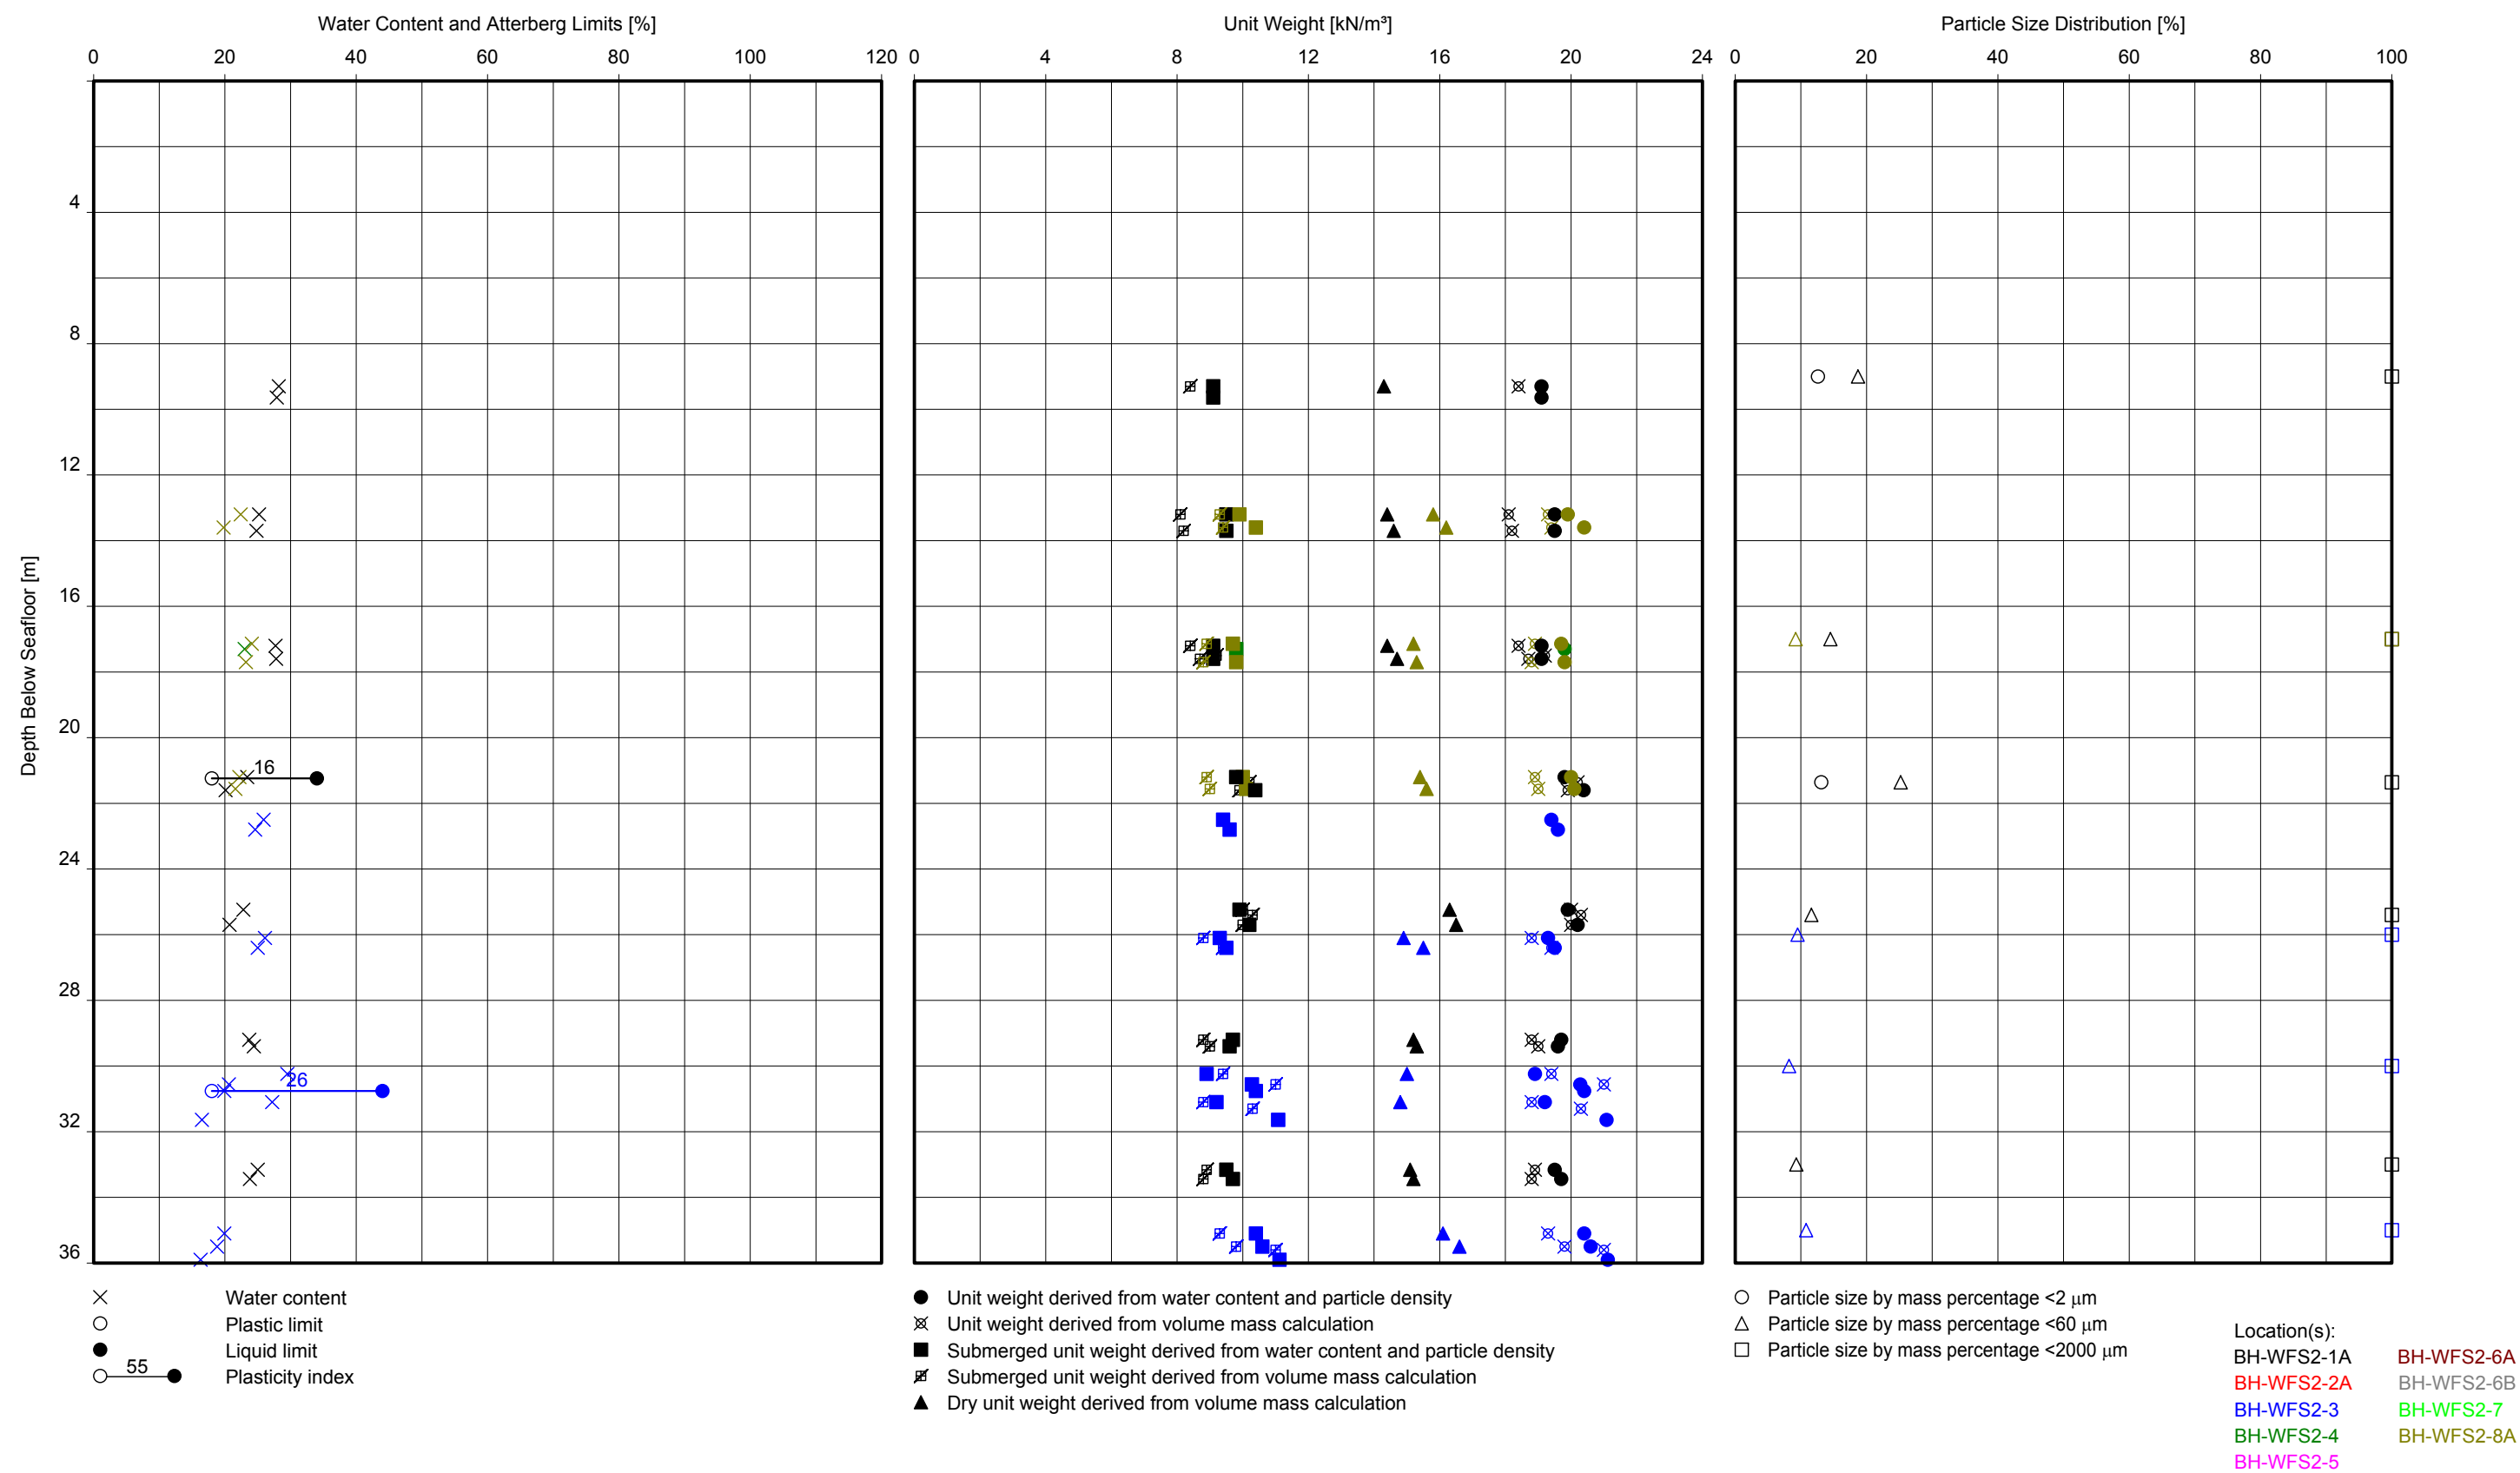 Water Content and Atterberg Limits [%]
Unit Weight [kN/m³]
Particle Size Distribution [%]
0 20 40 60 80 100 120
0 4 8 12 16 20 24
0 20 40 60 80 100
Depth Below Seafloor [m]
4
8
12
16
20
24
28
32
36
16
26
Water content
Plastic limit
Liquid limit
55 Plasticity index
Unit weight derived from water content and particle density
Unit weight derived from volume mass calculation
Submerged unit weight derived from water content and particle density
Submerged unit weight derived from volume mass calculation
Dry unit weight derived from volume mass calculation
Particle size by mass percentage <2 μm
Particle size by mass percentage <60 μm
Particle size by mass percentage <2000 μm
Location(s):
BH-WFS2-1A BH-WFS2-6A
BH-WFS2-2A BH-WFS2-6B
BH-WFS2-3 BH-WFS2-7
BH-WFS2-4 BH-WFS2-8A
BH-WFS2-5